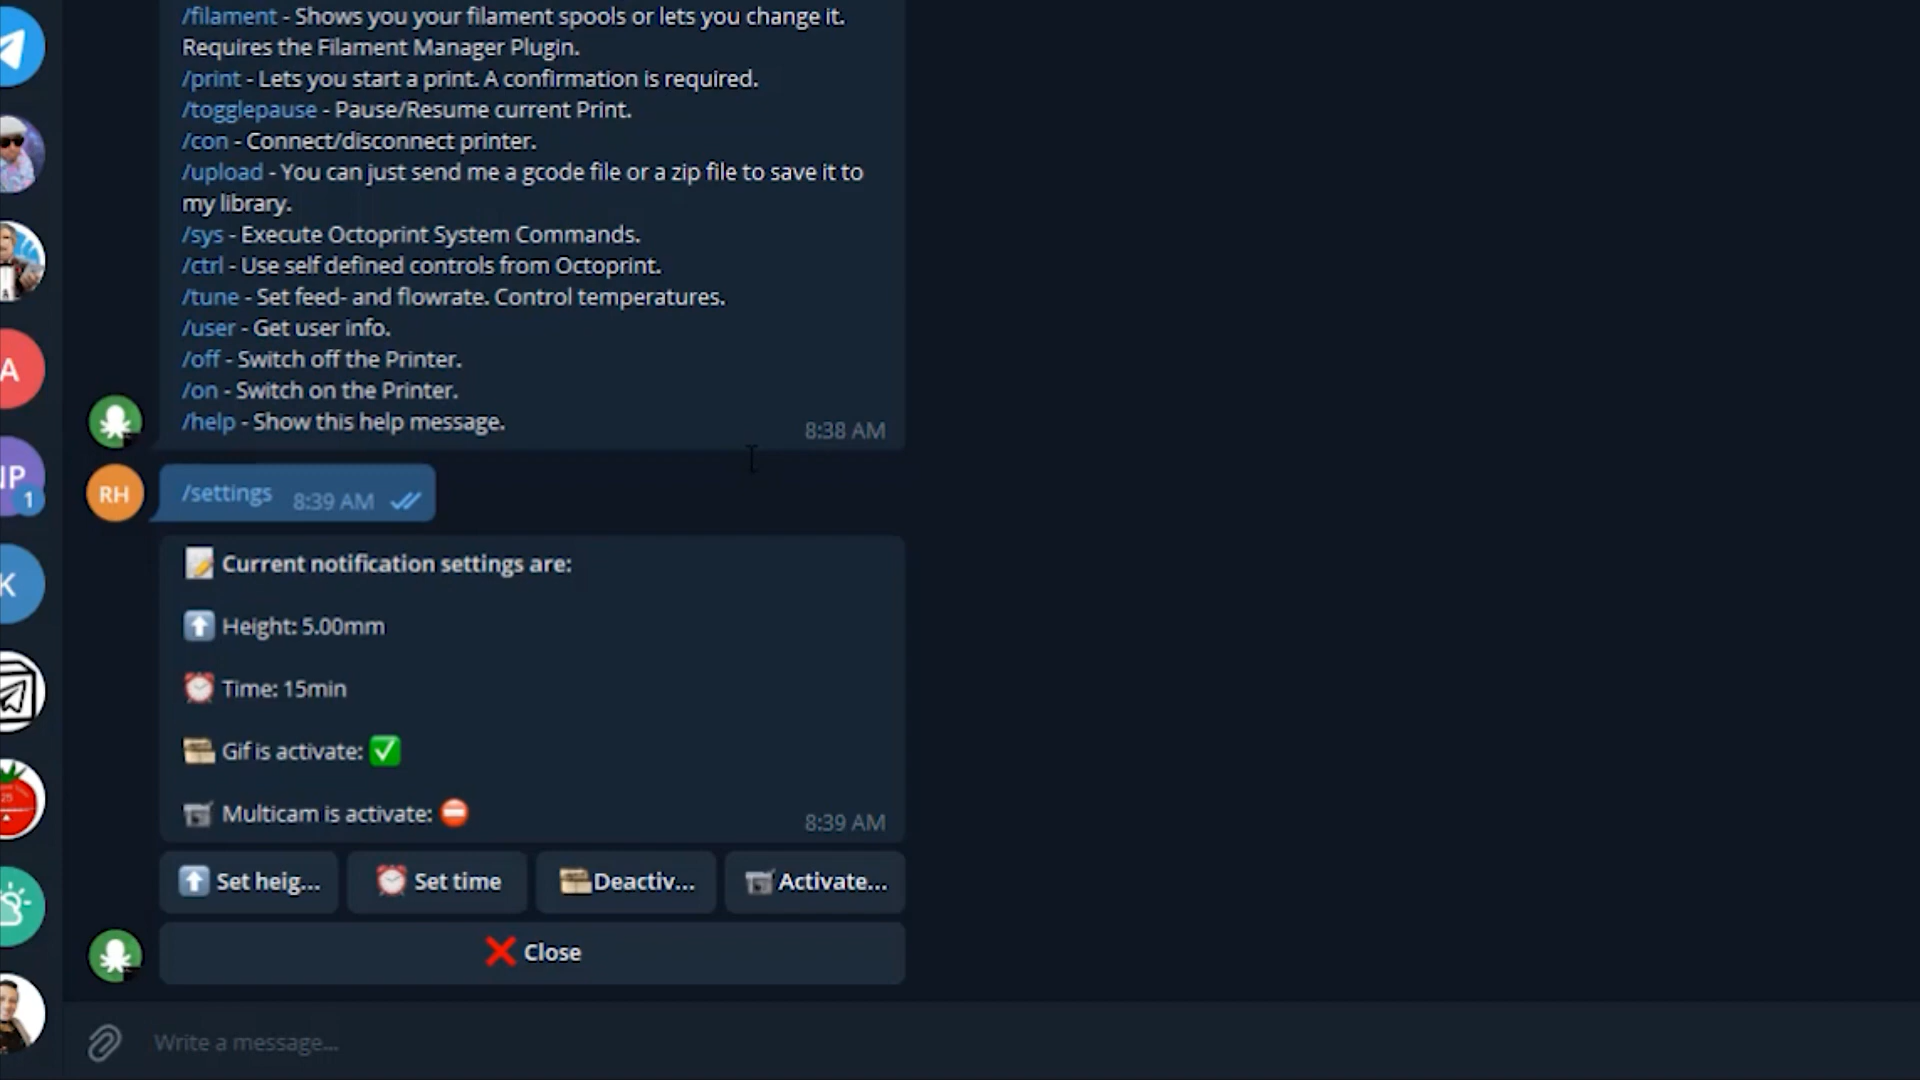 /filament - Shows you your filament spools or lets you change it.
Requires the Filament Manager Plugin.
/print - Lets you start a print. A confirmation is required.
/togglepause - Pause/Resume current Print.
/con - Connect/disconnect printer.
/upload - You can just send me a gcode file or a zip file to save it to
my library.
/sys - Execute Octoprint System Commands.
/ctrl - Use self defined controls from Octoprint.
/tune - Set feed- and flowrate. Control temperatures.
/user - Get user info.
/off - Switch off the Printer.
/on - Switch on the Printer.
/help - Show this help message.
8:38 AM
RH
/settings 8:39 AM
Current notification settings are:
Height: 5.00mm
Time: 15min
Gif is activate:
Multicam is activate:
8:39 AM
Set heig... Set time Deactiv... Activate...
Close
Write a message...
A
NP
1
K
25